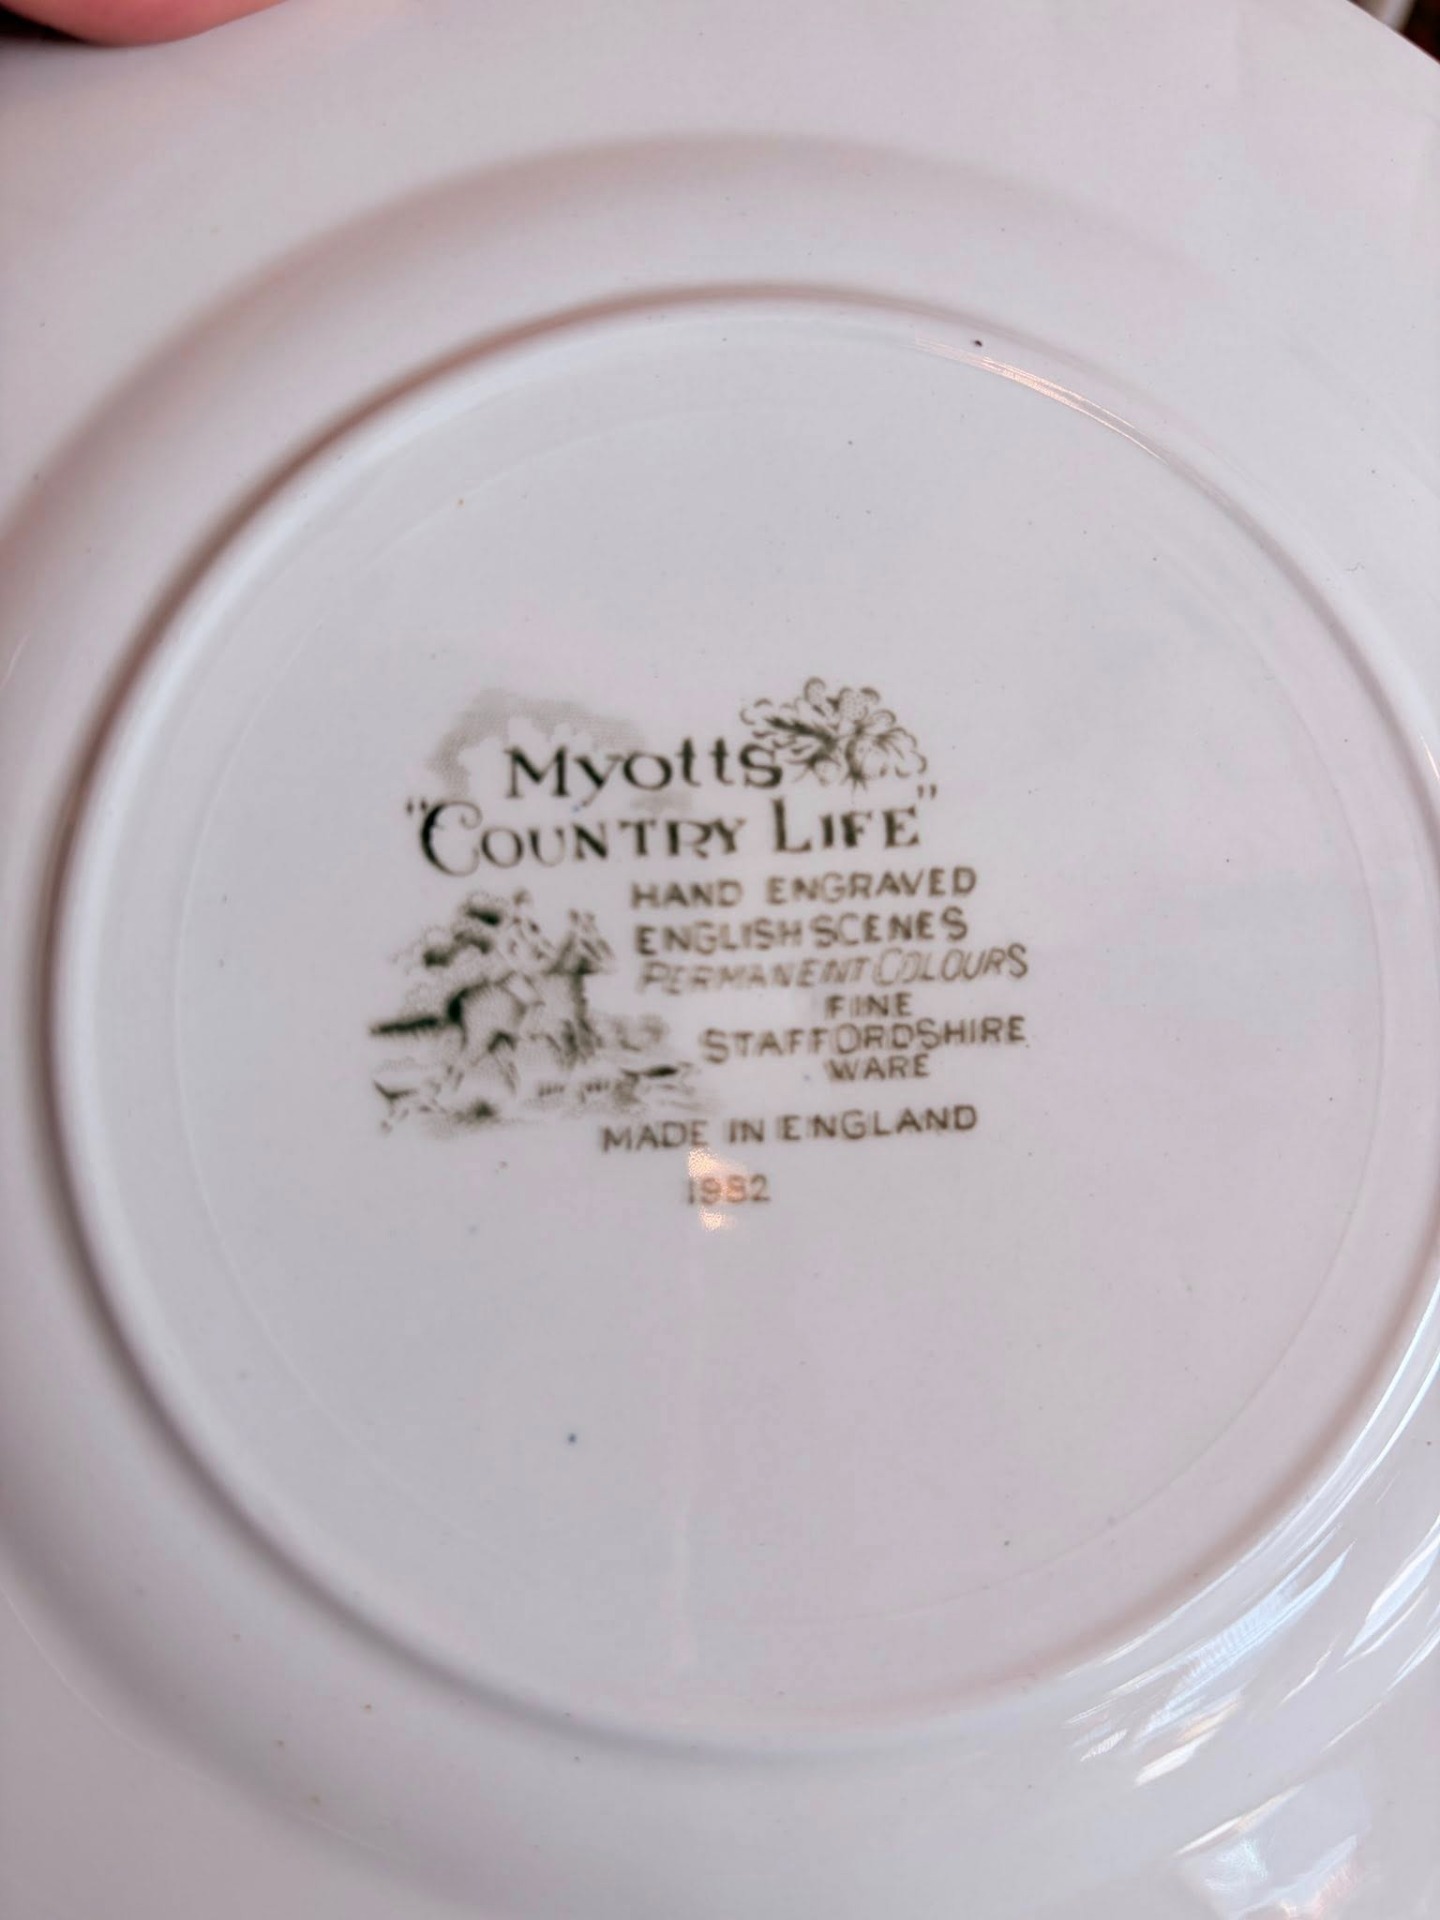 Myotts
"COUNTRY LIFE"
HAND ENGRAVED
ENGLISH SCENES
PERMANENT COLOURS
FINE
STAFFORDSHIRE
WARE
MADE IN ENGLAND
1982